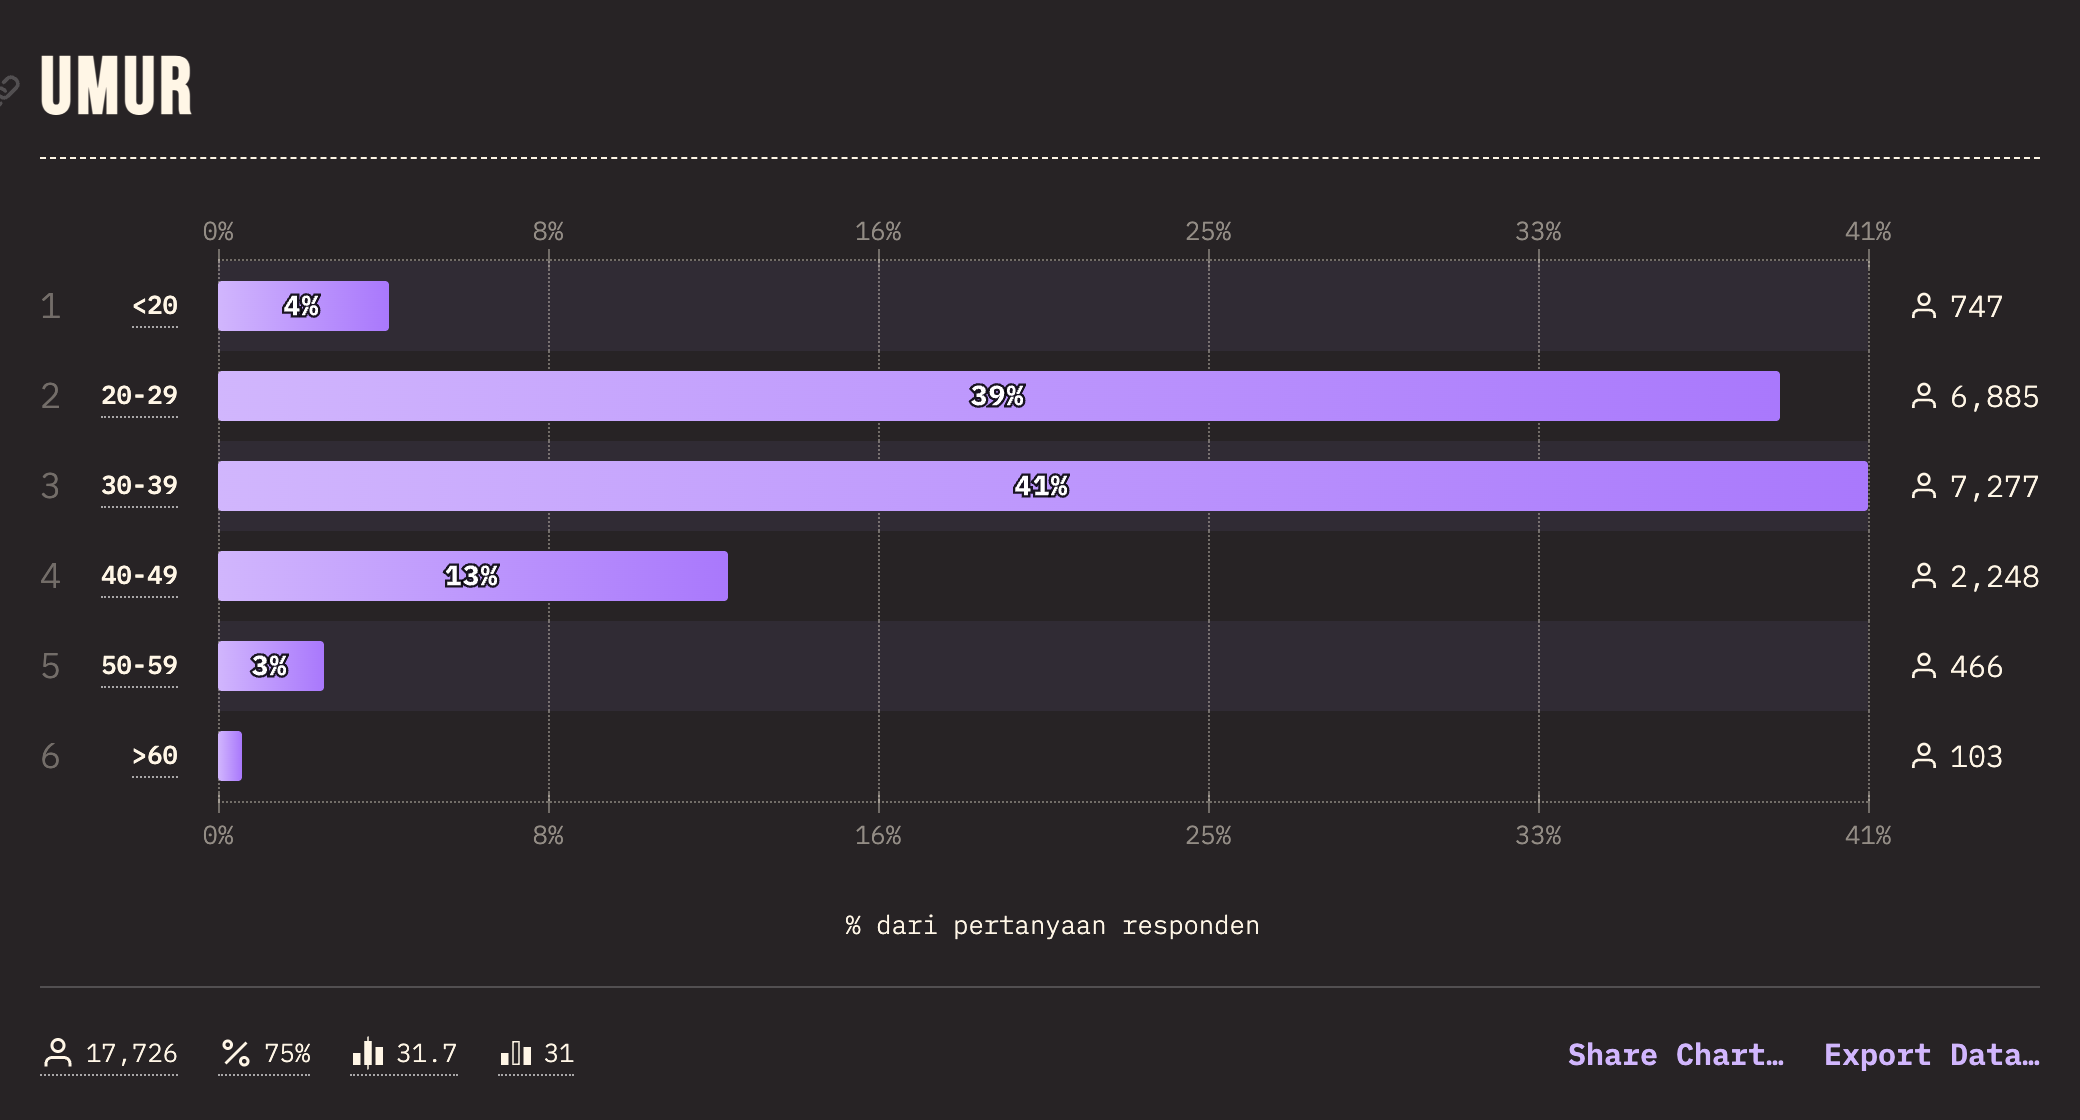 UMUR
0% 8% 16% 25% 33% 41%
1 <20 4% 747
2 20-29 39% 6,885
3 30-39 41% 7,277
4 40-49 13% 2,248
5 50-59 3% 466
6 >60 103
0% 8% 16% 25% 33% 41%
% dari pertanyaan responden
17,726 % 75% 31.7 31 Share Chart… Export Data…